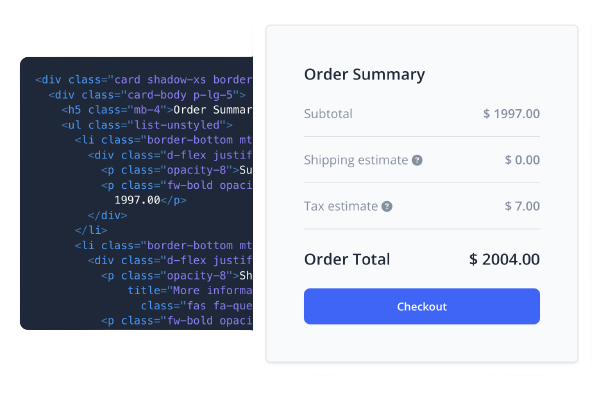 <div class="card shadow-xs border
<div class="card-body p-lg-5">
<h5 class="mb-4">Order Summar
<ul class="list-unstyled">
<li class="border-bottom mt
<div class="d-flex justif
<p class="opacity-8">Su
<p class="fw-bold opaci
1997.00</p>
</div>
</li>
<li class="border-bottom mt
<div class="d-flex justif
<p class="opacity-8">Sh
title="More informa
class="fas fa-que
<p class="fw-bold opaci
Order Summary
Subtotal $ 1997.00
Shipping estimate ? $ 0.00
Tax estimate ? $ 7.00
Order Total $ 2004.00
Checkout